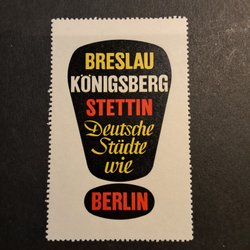 BRESLAU
KÖNIGSBERG
STETTIN
Deutsche
Städte
wie
BERLIN